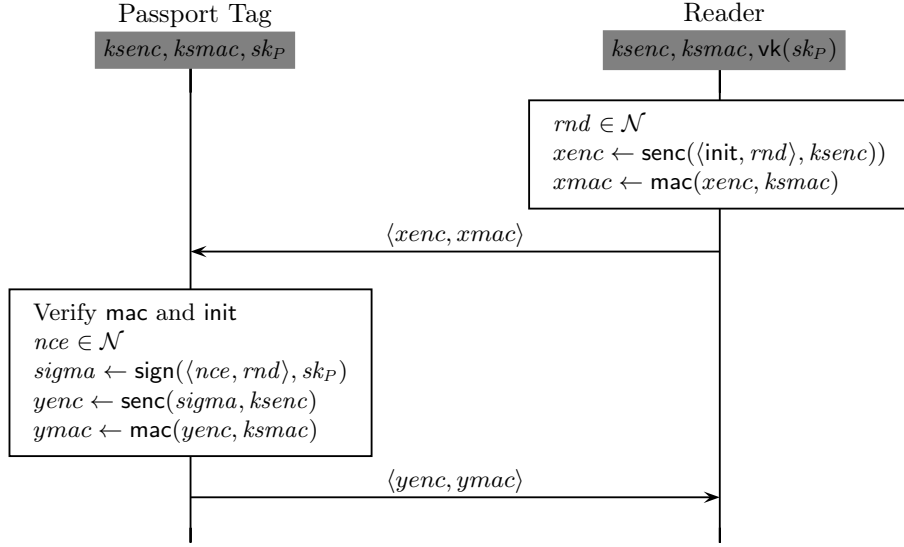 Passport Tag
Reader
ksenc, ksmac, sk_P
ksenc, ksmac, vk(sk_P)
rnd ∈ 𝒩
xenc ← senc(⟨init, rnd⟩, ksenc))
xmac ← mac(xenc, ksmac)
⟨xenc, xmac⟩
Verify mac and init
nce ∈ 𝒩
sigma ← sign(⟨nce, rnd⟩, sk_P)
yenc ← senc(sigma, ksenc)
ymac ← mac(yenc, ksmac)
⟨yenc, ymac⟩